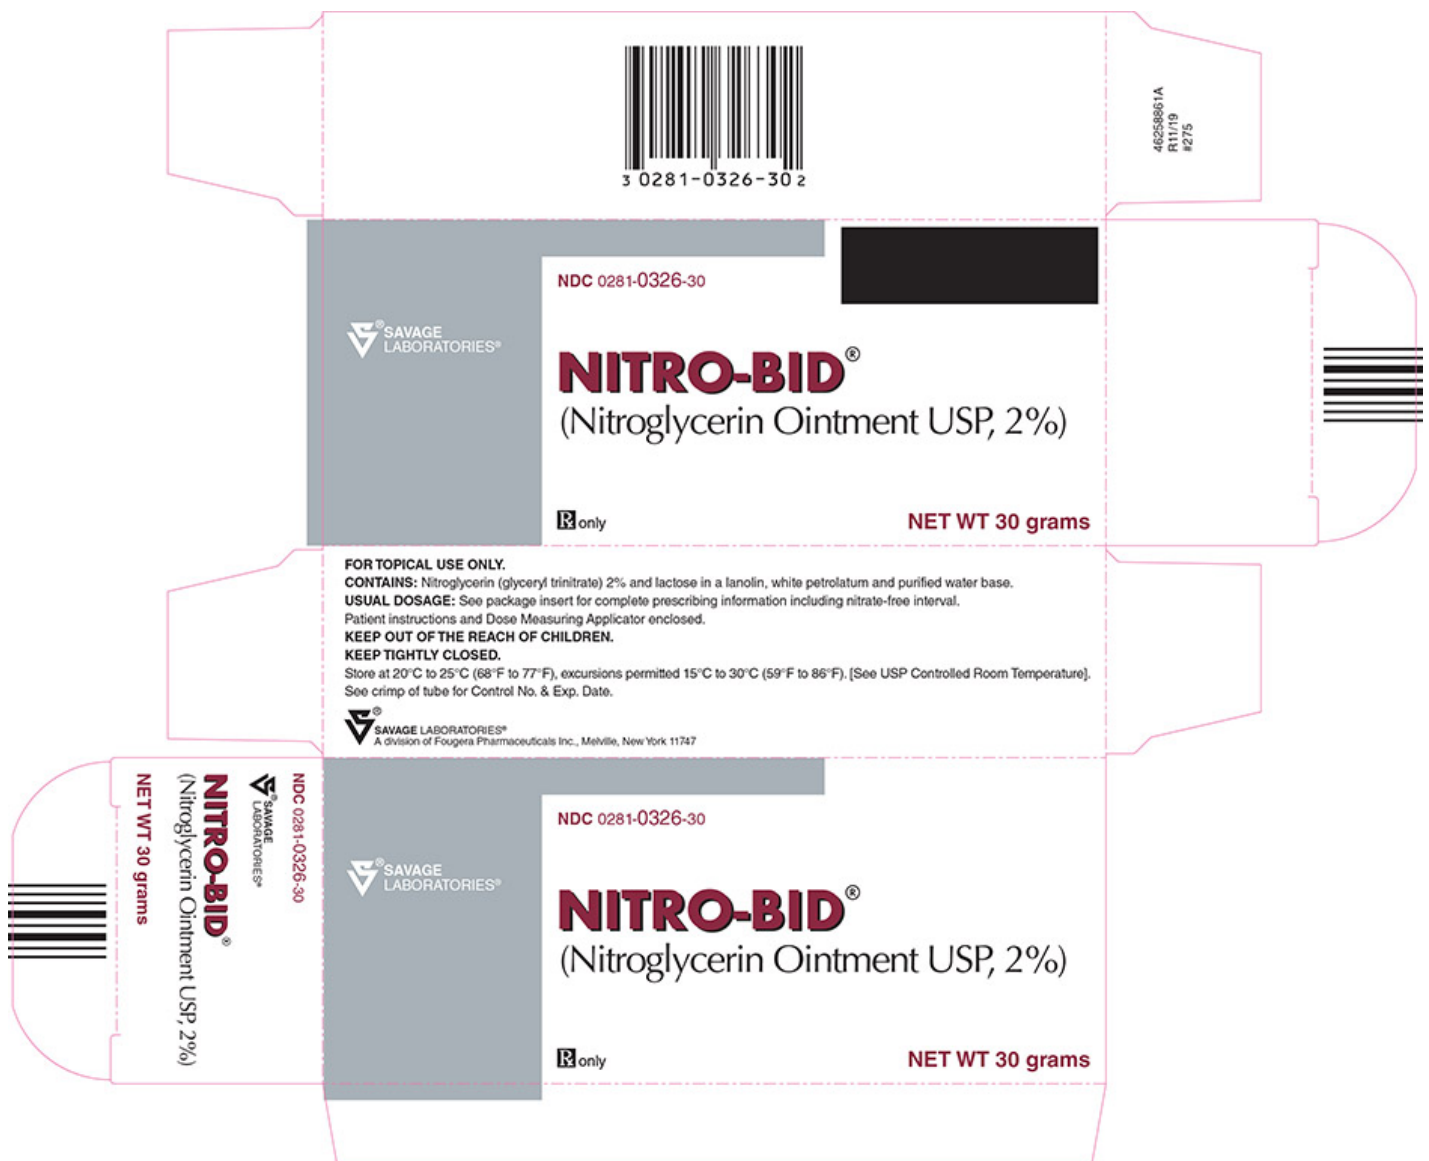 3 0281-0326-30 2
46258861A
R11/19
#275
NDC 0281-0326-30
® SAVAGE
LABORATORIES®
NITRO-BID®
(Nitroglycerin Ointment USP, 2%)
Rx only
NET WT 30 grams
FOR TOPICAL USE ONLY.
CONTAINS: Nitroglycerin (glyceryl trinitrate) 2% and lactose in a lanolin, white petrolatum and purified water base.
USUAL DOSAGE: See package insert for complete prescribing information including nitrate-free interval.
Patient instructions and Dose Measuring Applicator enclosed.
KEEP OUT OF THE REACH OF CHILDREN.
KEEP TIGHTLY CLOSED.
Store at 20°C to 25°C (68°F to 77°F), excursions permitted 15°C to 30°C (59°F to 86°F). [See USP Controlled Room Temperature].
See crimp of tube for Control No. & Exp. Date.
® SAVAGE LABORATORIES®
A division of Fougera Pharmaceuticals Inc., Melville, New York 11747
NDC 0281-0326-30
® SAVAGE
LABORATORIES®
NITRO-BID®
(Nitroglycerin Ointment USP, 2%)
NET WT 30 grams
NDC 0281-0326-30
® SAVAGE
LABORATORIES®
NITRO-BID®
(Nitroglycerin Ointment USP, 2%)
Rx only
NET WT 30 grams